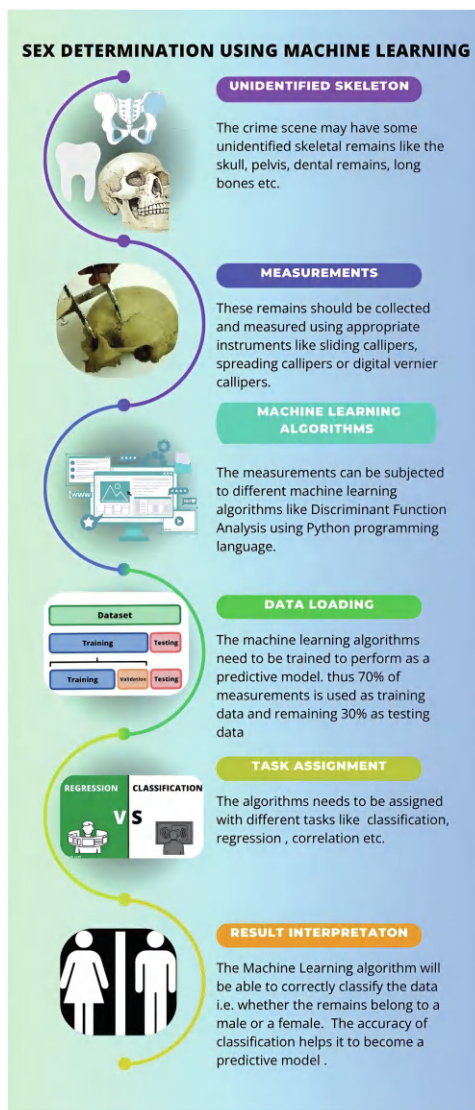 SEX DETERMINATION USING MACHINE LEARNING
UNIDENTIFIED SKELETON
The crime scene may have some
unidentified skeletal remains like the
skull, pelvis, dental remains, long
bones etc.
MEASUREMENTS
These remains should be collected
and measured using appropriate
instruments like sliding callipers,
spreading callipers or digital vernier
callipers.
MACHINE LEARNING
ALGORITHMS
WWW
The measurements can be subjected
to different machine learning
algorithms like Discriminant Function
Analysis using Python programming
language.
Dataset
Training Testing
Training Validation Testing
DATA LOADING
The machine learning algorithms
need to be trained to perform as a
predictive model. thus 70% of
measurements is used as training
data and remaining 30% as testing
data
REGRESSION VS CLASSIFICATION
TASK ASSIGNMENT
The algorithms needs to be assigned
with different tasks like classification,
regression , correlation etc.
RESULT INTERPRETATON
The Machine Learning algorithm will
be able to correctly classify the data
i.e. whether the remains belong to a
male or a female. The accuracy of
classification helps it to become a
predictive model .